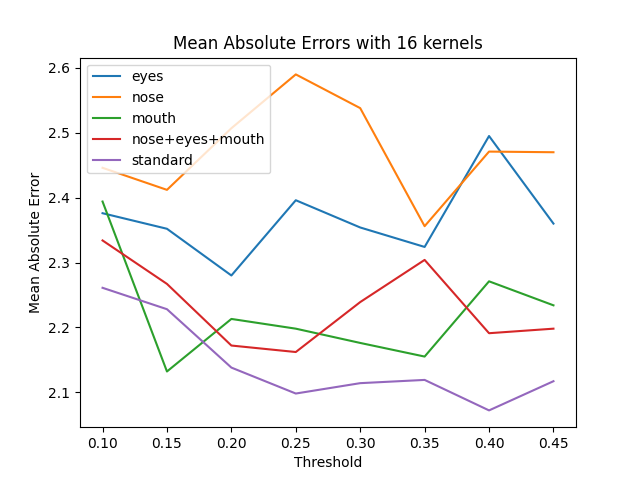 Mean Absolute Errors with 16 kernels
eyes
nose
mouth
nose+eyes+mouth
standard
2.6
2.5
2.4
2.3
2.2
2.1
Mean Absolute Error
0.10 0.15 0.20 0.25 0.30 0.35 0.40 0.45
Threshold